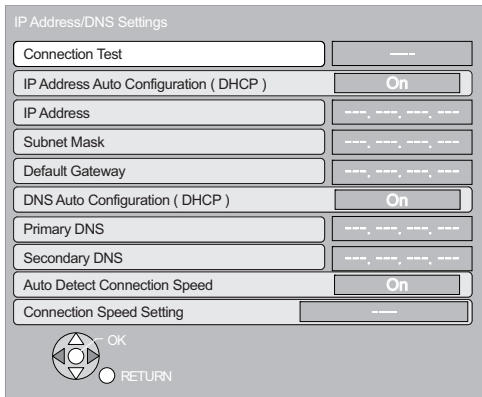 IP Address/DNS Settings
Connection Test ----
IP Address Auto Configuration ( DHCP ) On
IP Address ---. ---. ---. ---
Subnet Mask ---. ---. ---. ---
Default Gateway ---. ---. ---. ---
DNS Auto Configuration ( DHCP ) On
Primary DNS ---. ---. ---. ---
Secondary DNS ---. ---. ---. ---
Auto Detect Connection Speed On
Connection Speed Setting ----
OK
RETURN